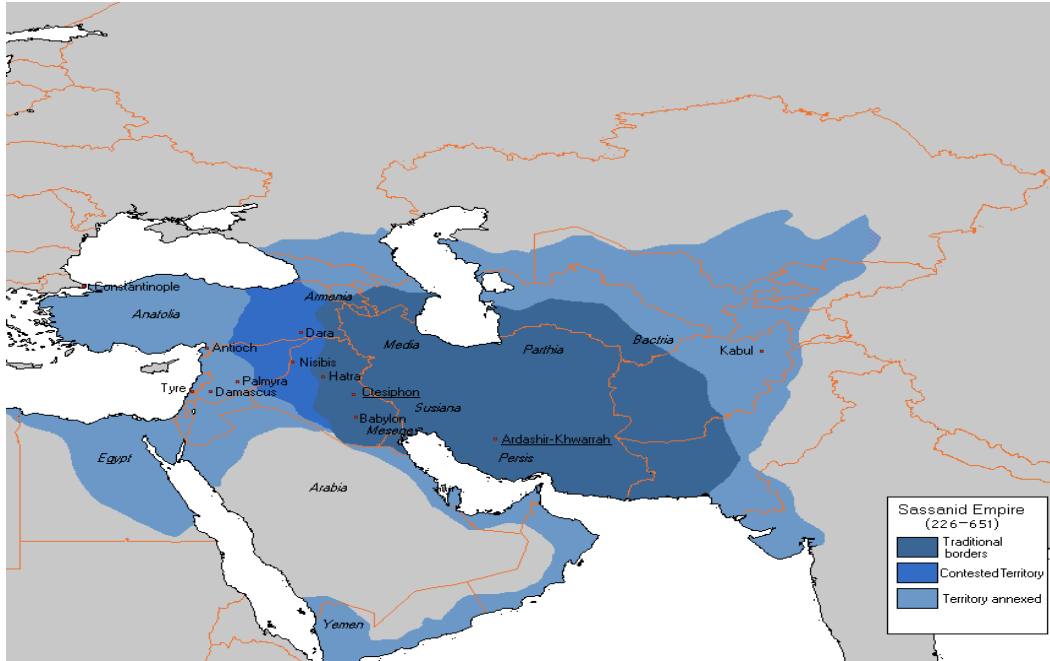 Constantinople
Anatolia
Armenia
Dara
Antioch
Media
Parthia
Bactria
Kabul
Nisibis
Hatra
Palmyra
Tyre
Damascus
Ctesiphon
Susiana
Babylon
Ardashir-Khwarrah
Persis
Egypt
Arabia
Yemen
Sassanid Empire
(226-651)
Traditional
borders
Contested Territory
Territory annexed